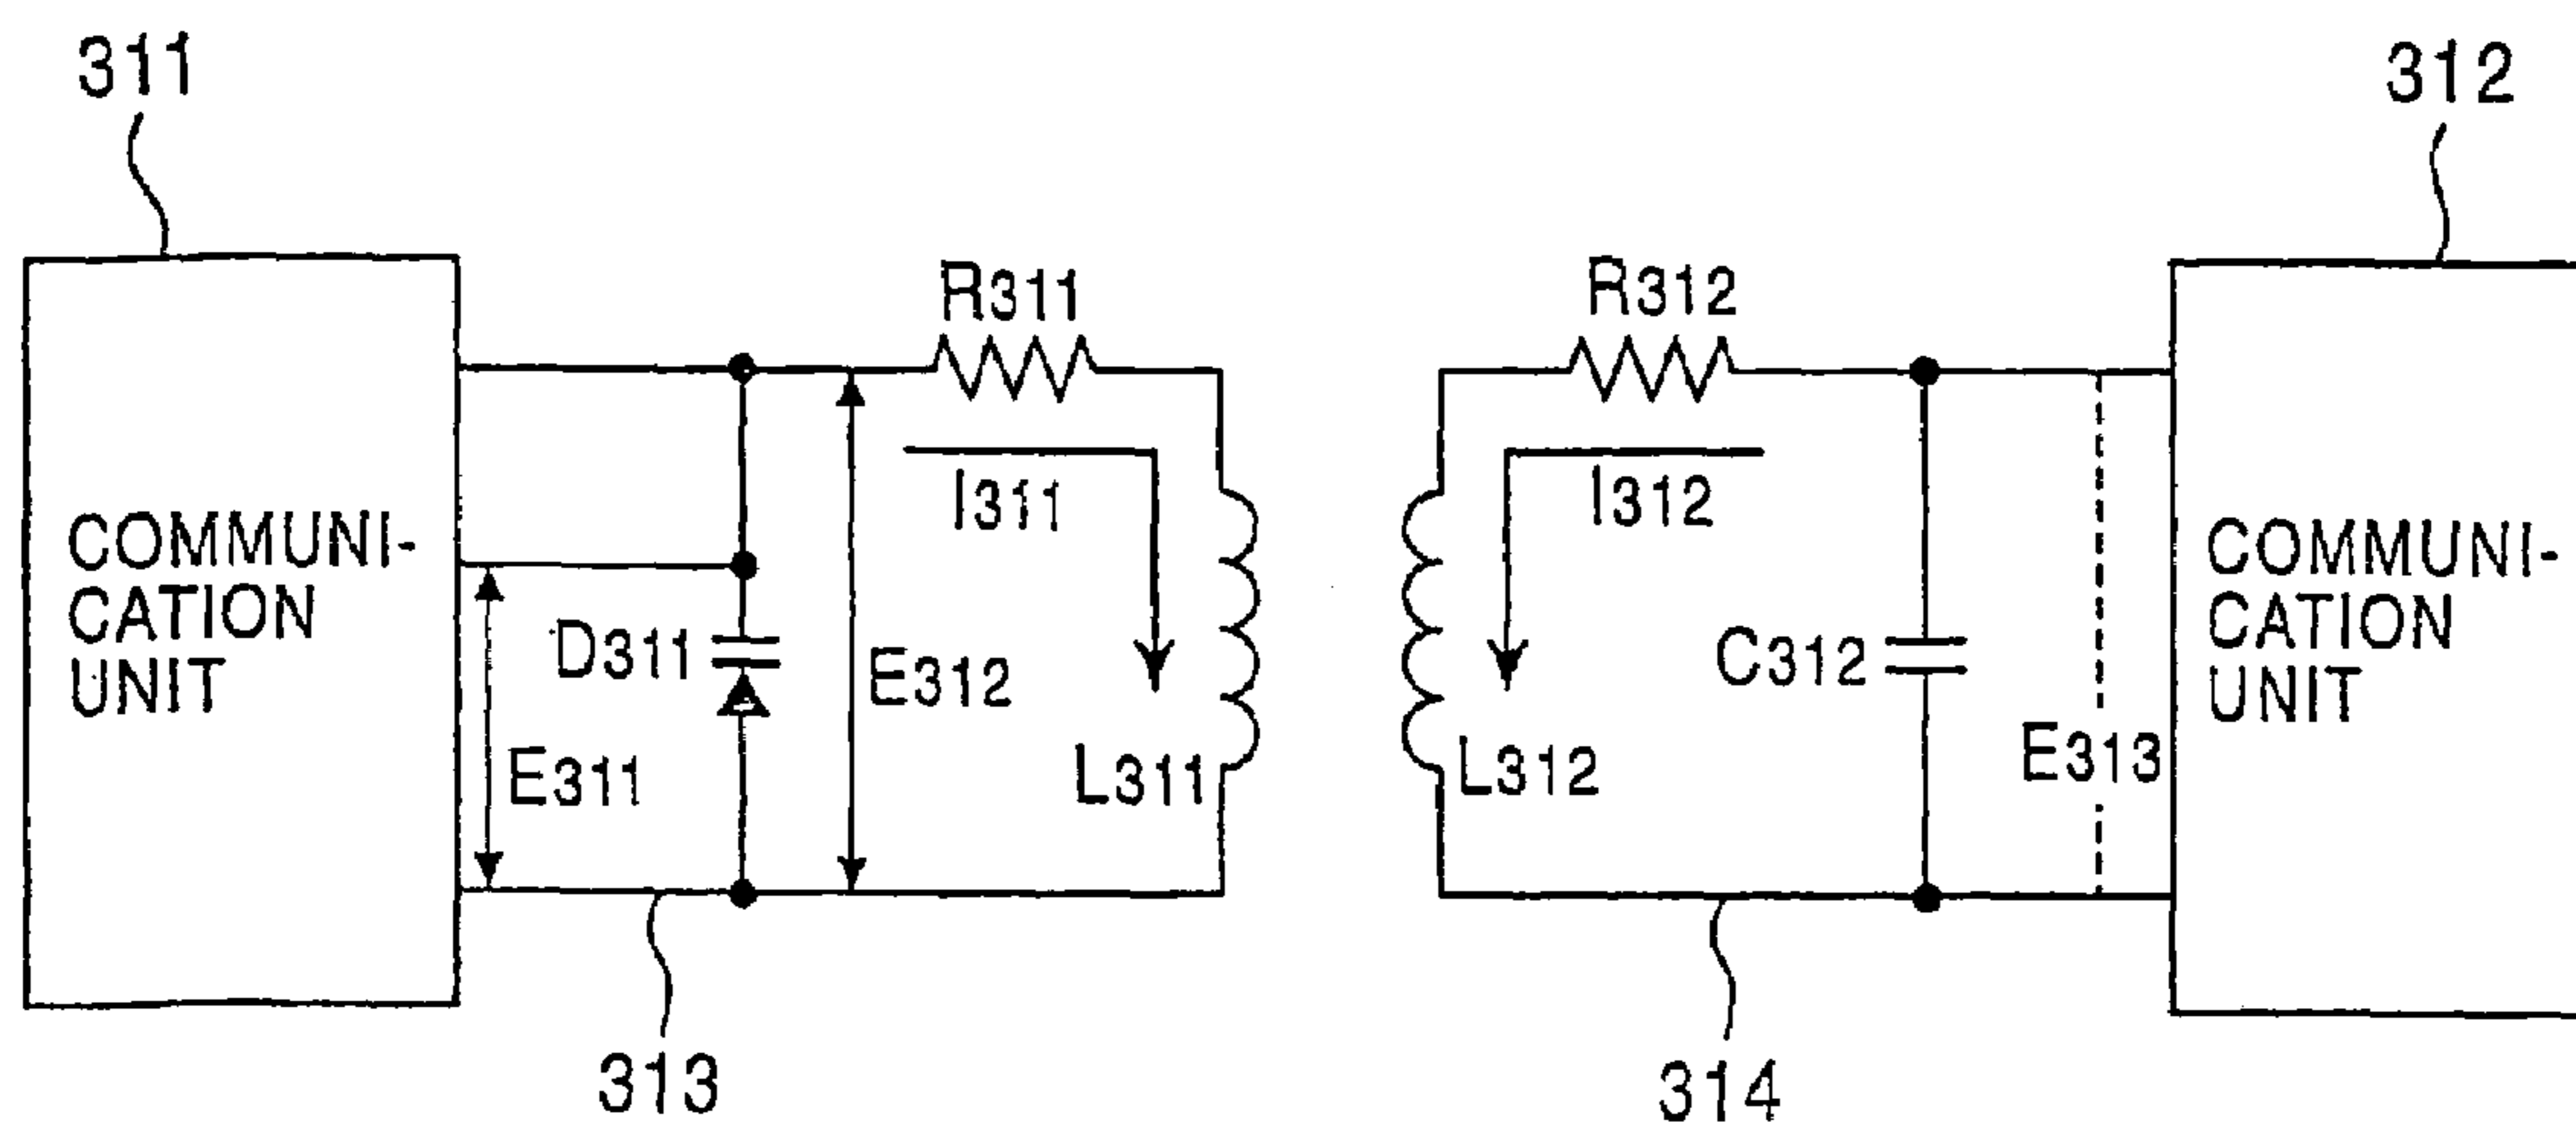 311
312
R311
R312
I311
I312
COMMUNI-
CATION
UNIT
D311
E312
C312
COMMUNI-
CATION
UNIT
E311
L311
L312
E313
313
314